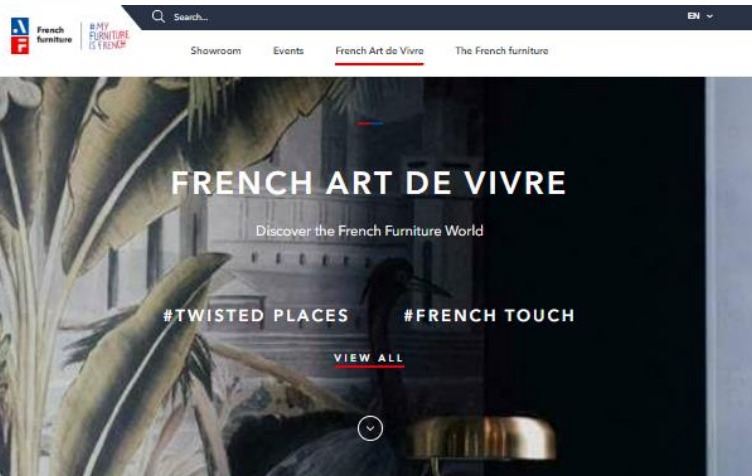 Search...
EN
French
furniture
#MY
FURNITURE
IS FRENCH
Showroom Events French Art de Vivre The French furniture
FRENCH ART DE VIVRE
Discover the French Furniture World
#TWISTED PLACES #FRENCH TOUCH
VIEW ALL